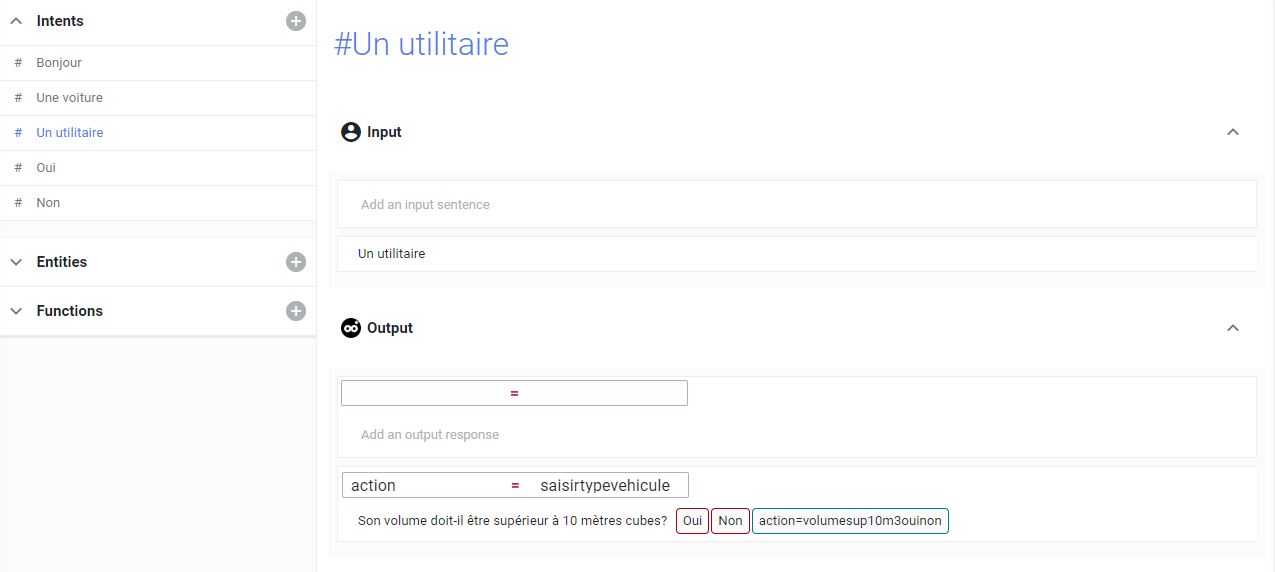 Intents
# Bonjour
# Une voiture
# Un utilitaire
# Oui
# Non
Entities
Functions
#Un utilitaire
Input
Add an input sentence
Un utilitaire
Output
=
Add an output response
action = saisirtypevehicule
Son volume doit-il être supérieur à 10 mètres cubes? Oui Non action=volumesup10m3ouinon